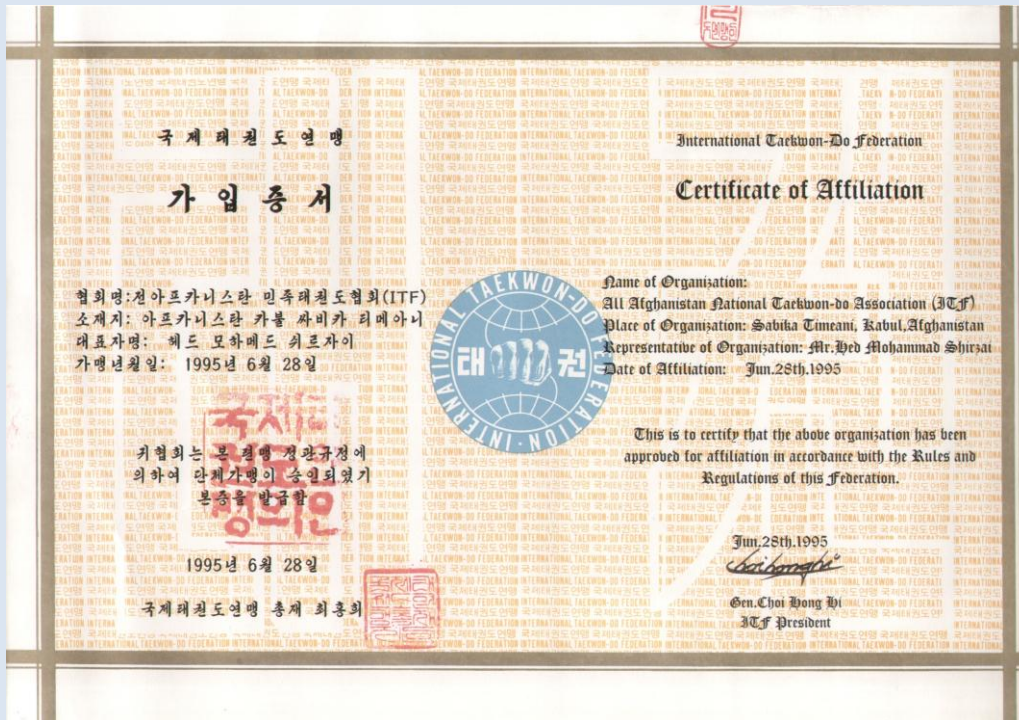 국제태권도연맹
가입증서
협회명:전아프카니스탄 민족태권도협회(ITF)
소재지: 아프카니스탄 카불 싸비카 티메아니
대표자명: 헤드 모하메드 쉬르자이
가맹년월일: 1995년 6월 28일
귀협회는 본 련맹 정관규정에
의하여 단체가맹이 승인되였기
본증을 발급함
1995년 6월 28일
국제태권도연맹 총재 최홍희
INTERNATIONAL TAEKWON-DO FEDERATION
태권
International Taekwon-Do Federation
Certificate of Affiliation
Name of Organization:
All Afghanistan National Taekwon-do Association (ITF)
Place of Organization: Sabika Timeani, Kabul,Afghanistan
Representative of Organization: Mr.Hed Mohammad Shirzai
Date of Affiliation: Jun.28th.1995
This is to certify that the above organization has been
approved for affiliation in accordance with the Rules and
Regulations of this Federation.
Jun.28th.1995
choihonghi
Gen.Choi Hong Hi
ITF President